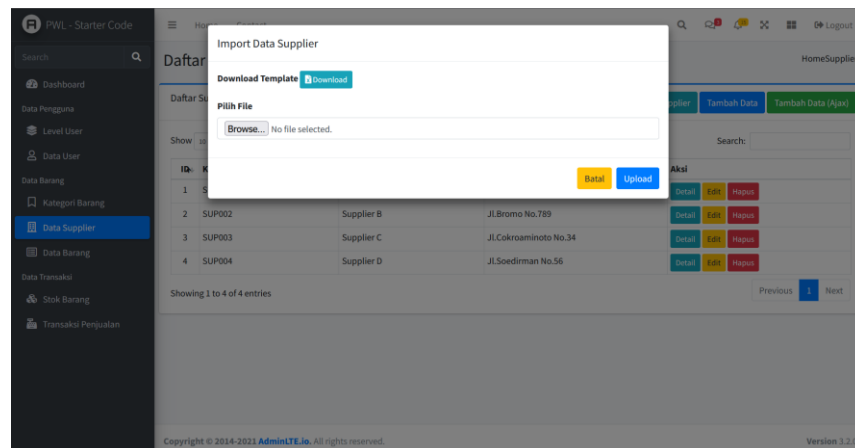 PWL - Starter Code
Search
Dashboard
Data Pengguna
Level User
Data User
Data Barang
Kategori Barang
Data Supplier
Data Barang
Data Transaksi
Stok Barang
Transaksi Penjualan
Logout
Daftar
HomeSupplie
Import Data Supplier
Download Template Download
Pilih File
Browse... No file selected.
Batal Upload
Daftar Su
pplier Tambah Data Tambah Data (Ajax)
Show
Search:
ID K Aksi
1 S Detail Edit Hapus
2 SUP002 Supplier B Jl.Bromo No.789 Detail Edit Hapus
3 SUP003 Supplier C Jl.Cokroaminoto No.34 Detail Edit Hapus
4 SUP004 Supplier D Jl.Soedirman No.56 Detail Edit Hapus
Showing 1 to 4 of 4 entries
Previous 1 Next
Copyright © 2014-2021 AdminLTE.io. All rights reserved.
Version 3.2.0